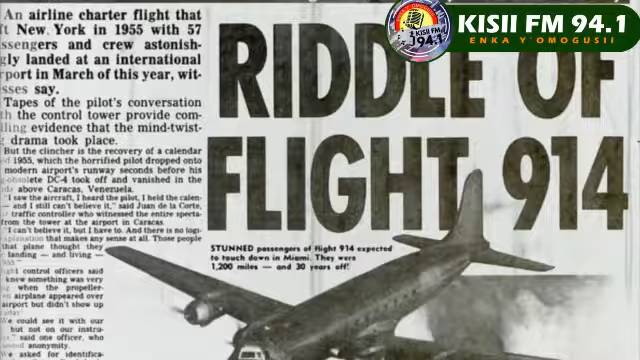 An airline charter flight that
New York in 1955 with 57
and crew astonish-
landed at an international
in March of this year, wit-
say.
Tapes of the pilot's conversation
the control tower provide com-
evidence that the mind-twist-
drama took place.
But the clincher is the recovery of a calendar
1955, which the horrified pilot dropped onto
modern airport's runway seconds before his
DC-4 took off and vanished in the
above Caracas, Venezuela.
"I saw the aircraft, I heard the pilot, I held the calen-
and I still can't believe it," said Juan de la Corte,
traffic controller who witnessed the entire specta-
from the tower at the airport in Caracas.
"I can't believe it, but I have to. And there is no logi-
that makes any sense at all. Those people
that plane thought they
landing — and living —
control officers said
knew something was very
when the propeller-
airplane appeared over
airport but didn't show up
could see it with our
but not on our instru-
said one officer, who
anonymity.
asked for identifica-
RIDDLE OF
FLIGHT 914
STUNNED passengers of flight 914 expected
to touch down in Miami. They were
1,200 miles — and 30 years off!
KISII FM
94.1
KISII FM 94.1
ENKA Y'OMOGUSII